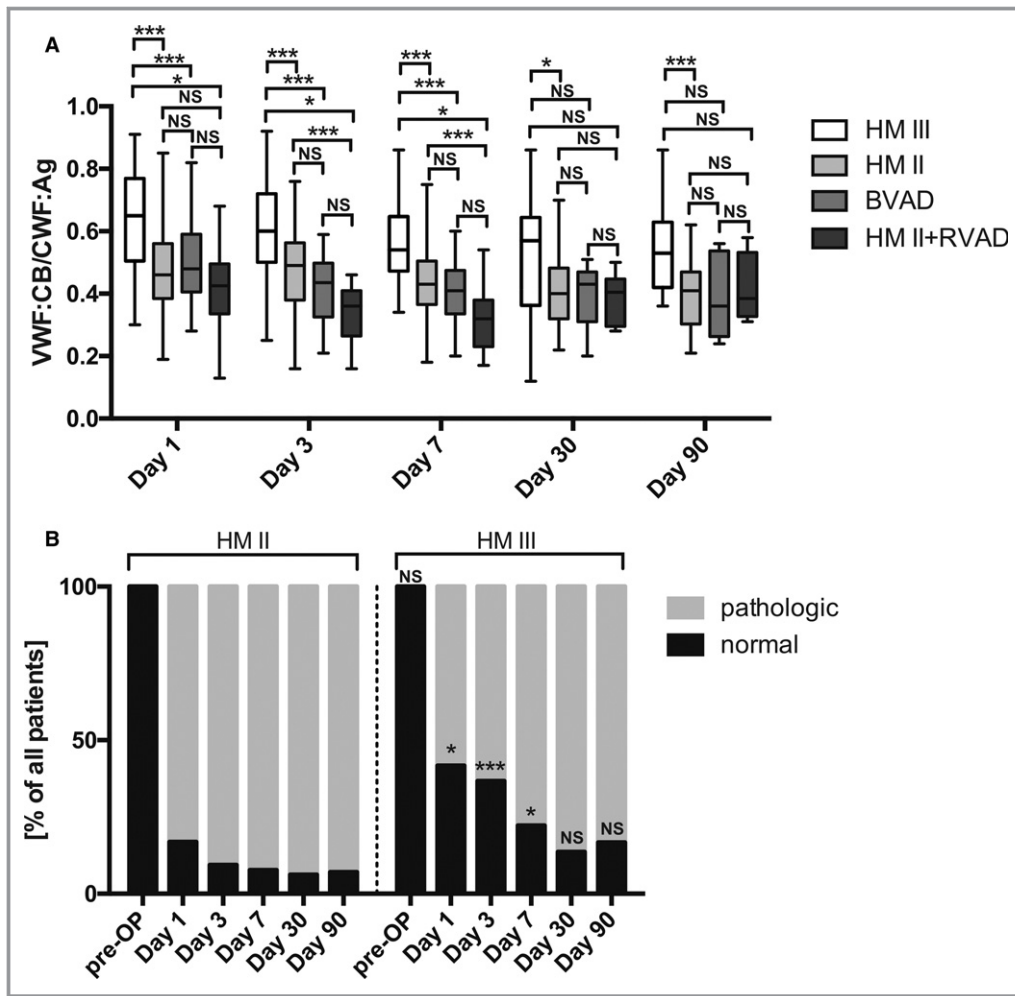 A
***
***
*
NS
NS
NS
***
***
*
***
NS
NS
***
***
*
***
NS
NS
*
NS
NS
NS
NS
NS
***
NS
NS
NS
NS
NS
VWF:CB/CWF:Ag
1.0
0.8
0.6
0.4
0.2
0.0
Day 1
Day 3
Day 7
Day 30
Day 90
HM III
HM II
BVAD
HM II+RVAD
B
HM II
HM III
[% of all patients]
100
50
0
NS
*
***
*
NS
NS
pre-OP
Day 1
Day 3
Day 7
Day 30
Day 90
pre-OP
Day 1
Day 3
Day 7
Day 30
Day 90
pathologic
normal